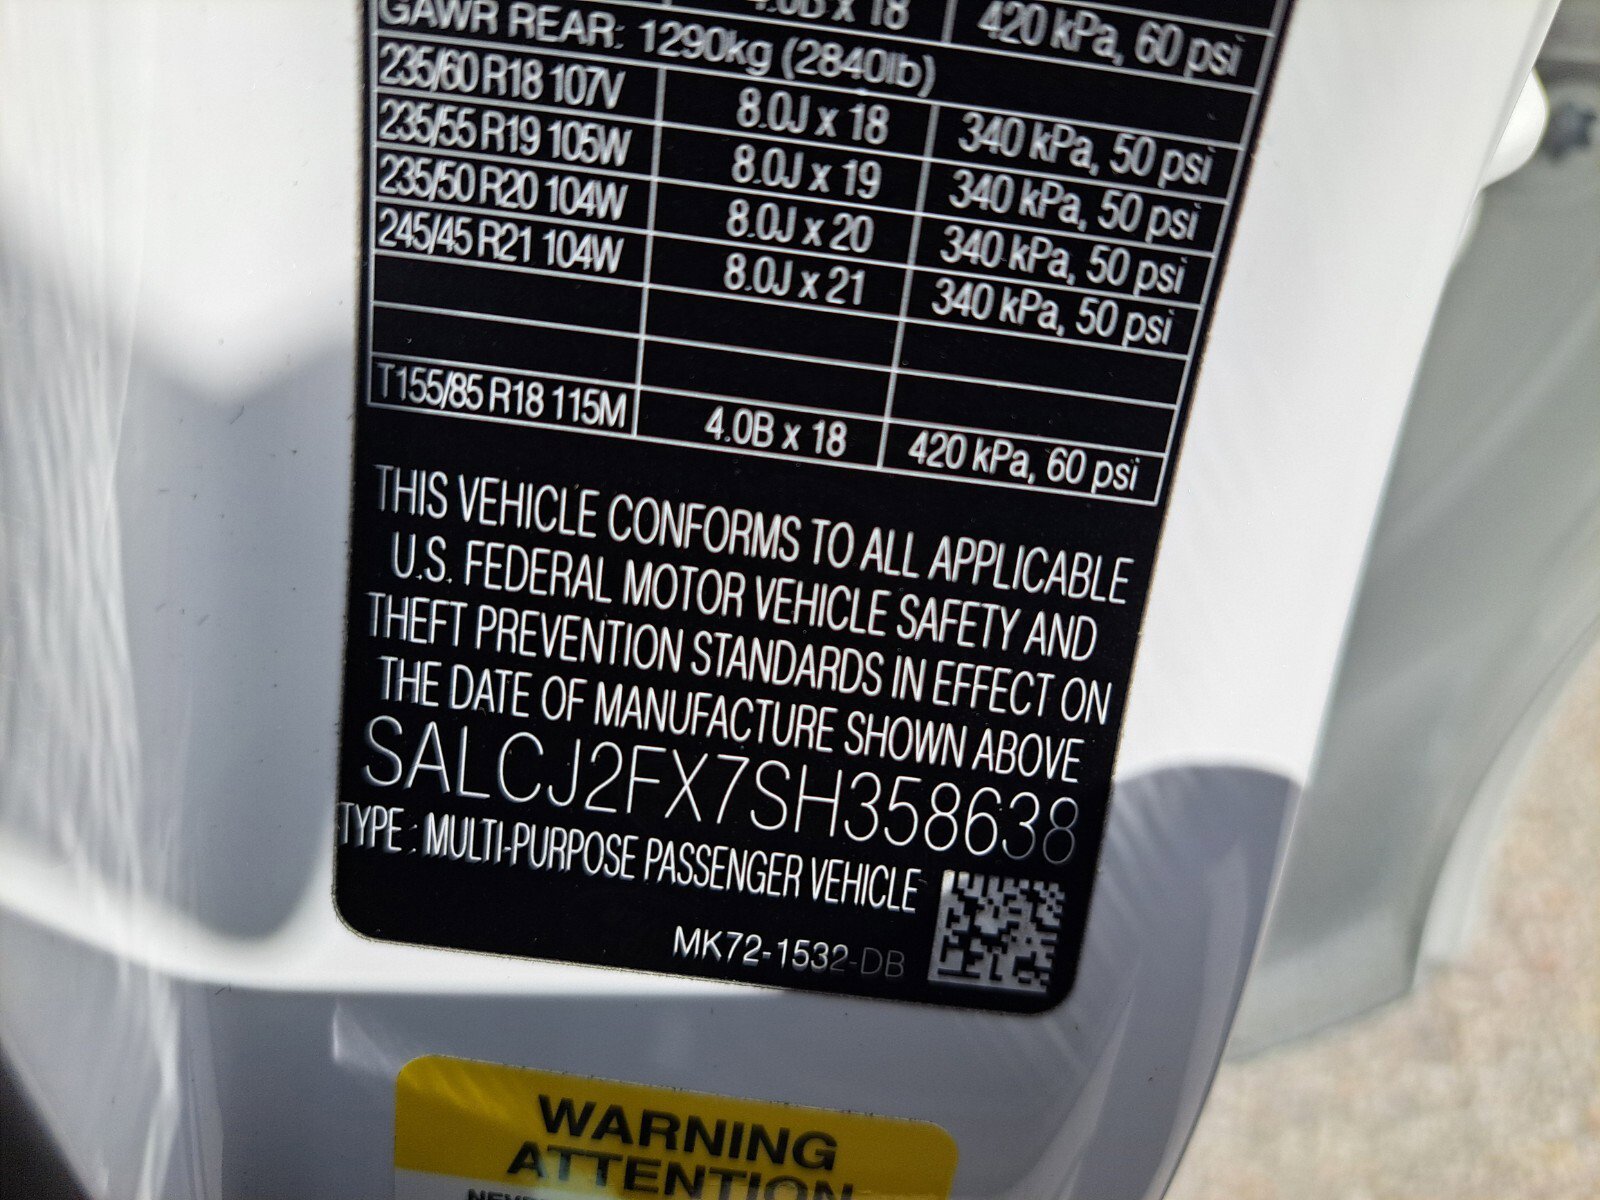 4.0B x 18 420 kPa, 60 psi
GAWR REAR: 1290kg (2840lb)
235/60 R18 107V 8.0J x 18 340 kPa, 50 psi
235/55 R19 105W 8.0J x 19 340 kPa, 50 psi
235/50 R20 104W 8.0J x 20 340 kPa, 50 psi
245/45 R21 104W 8.0J x 21 340 kPa, 50 psi
T155/85 R18 115M 4.0B x 18 420 kPa, 60 psi
THIS VEHICLE CONFORMS TO ALL APPLICABLE
U.S. FEDERAL MOTOR VEHICLE SAFETY AND
THEFT PREVENTION STANDARDS IN EFFECT ON
THE DATE OF MANUFACTURE SHOWN ABOVE
SALCJ2FX7SH358638
TYPE : MULTI-PURPOSE PASSENGER VEHICLE
MK72-1532-DB
WARNING
ATTENTION